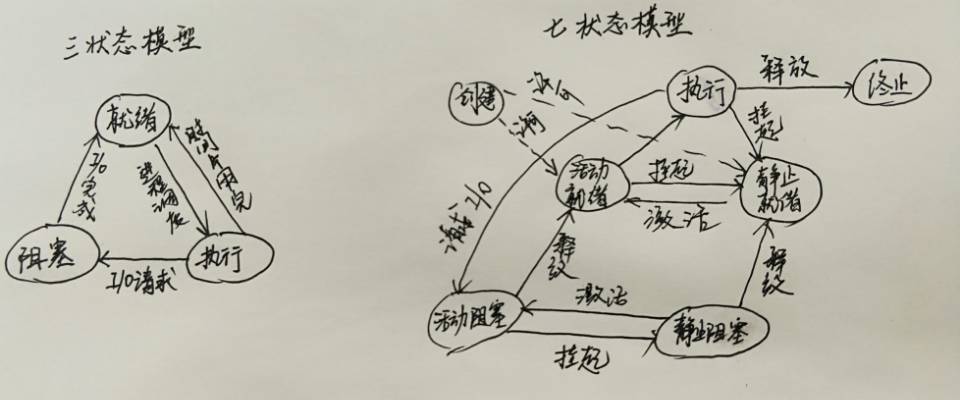 三状态模型
就绪
I/O完成
进程调度
时间片用完
阻塞
执行
I/O请求
七状态模型
创建
许可
执行
释放
终止
挂起
活动就绪
挂起
激活
静止就绪
请求I/O
释放
激活
释放
活动阻塞
挂起
静止阻塞